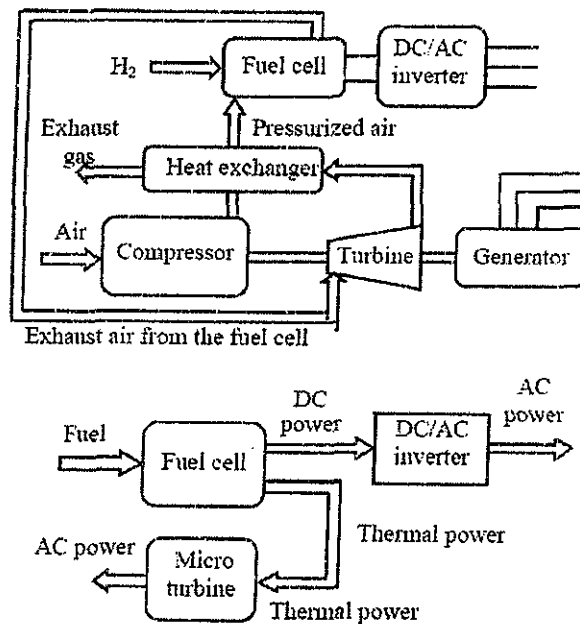 H₂
Fuel cell
DC/AC
inverter
Pressurized air
Exhaust
gas
Heat exchanger
Air
Compressor
Turbine
Generator
Exhaust air from the fuel cell
DC
power
AC
power
Fuel
Fuel cell
DC/AC
inverter
Thermal power
AC power
Micro
turbine
Thermal power